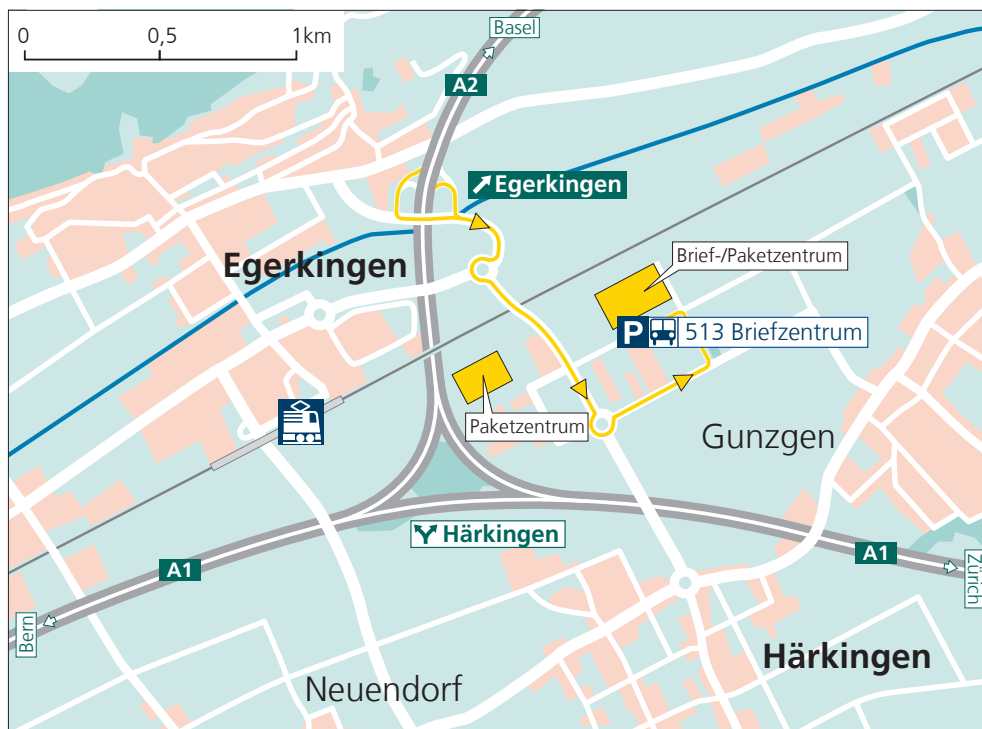 0 0,5 1km
Basel
A2
Egerkingen
Egerkingen
Brief-/Paketzentrum
P 513 Briefzentrum
Paketzentrum
Gunzgen
Härkingen
A1
A1
Zürich
Bern
Härkingen
Neuendorf